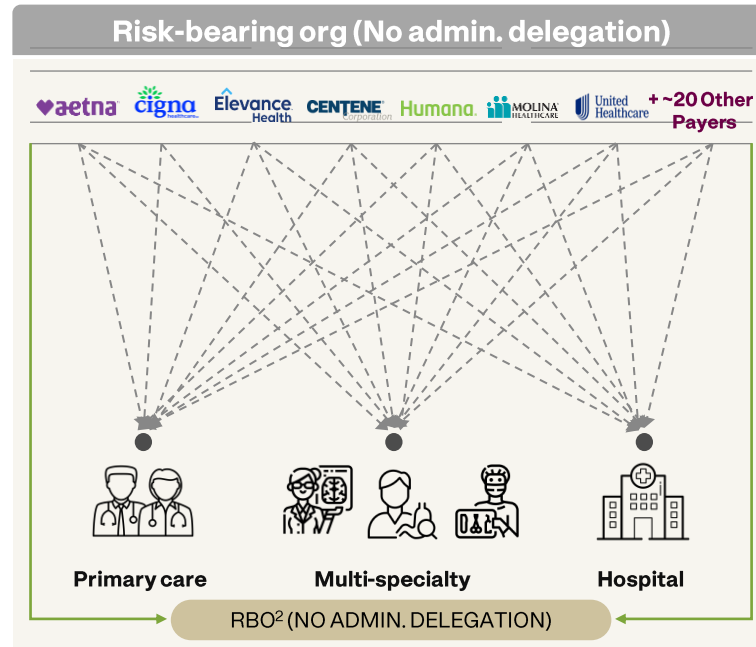 Risk-bearing org (No admin. delegation)
aetna
cigna
healthcare
Elevance
Health
CENTENE
Corporation
Humana.
MOLINA
HEALTHCARE
United
Healthcare
+ ~20 Other
Payers
Primary care
Multi-specialty
Hospital
RBO² (NO ADMIN. DELEGATION)